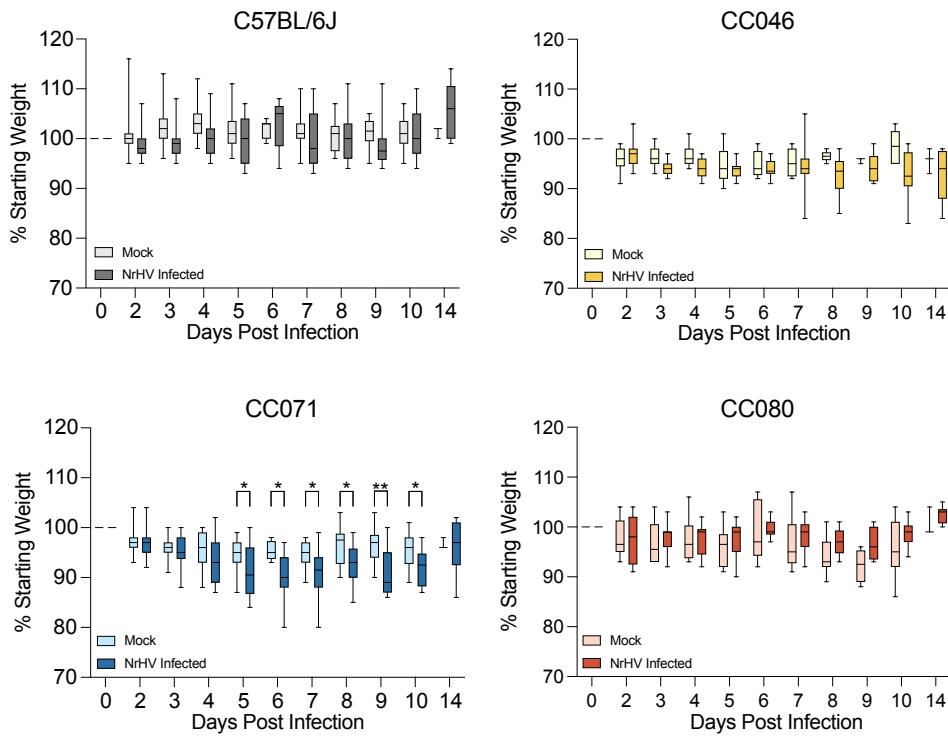 C57BL/6J
% Starting Weight
120
110
100
90
80
70
Mock
NrHV Infected
0 2 3 4 5 6 7 8 9 10 14
Days Post Infection
CC046
% Starting Weight
120
110
100
90
80
70
Mock
NrHV Infected
0 2 3 4 5 6 7 8 9 10 14
Days Post Infection
CC071
% Starting Weight
120
110
100
90
80
70
* * * * ** *
Mock
NrHV Infected
0 2 3 4 5 6 7 8 9 10 14
Days Post Infection
CC080
% Starting Weight
120
110
100
90
80
70
Mock
NrHV Infected
0 2 3 4 5 6 7 8 9 10 14
Days Post Infection